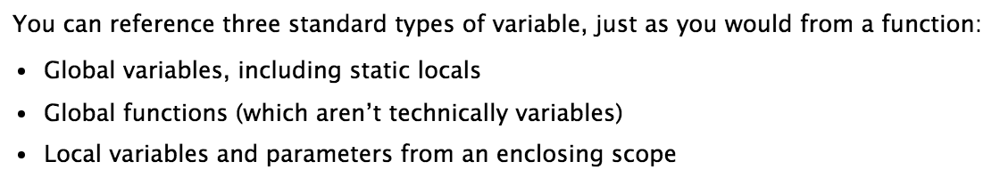 You can reference three standard types of variable, just as you would from a function:
• Global variables, including static locals
• Global functions (which aren’t technically variables)
• Local variables and parameters from an enclosing scope